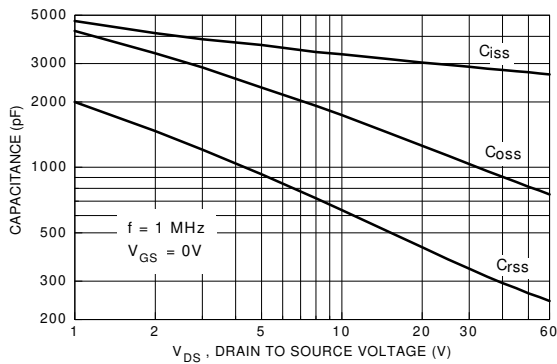 5000
3000
2000
1000
500
300
200
CAPACITANCE (pF)
Ciss
Coss
Crss
f = 1 MHz
VGS = 0V
1 2 5 10 20 30 60
VDS , DRAIN TO SOURCE VOLTAGE (V)